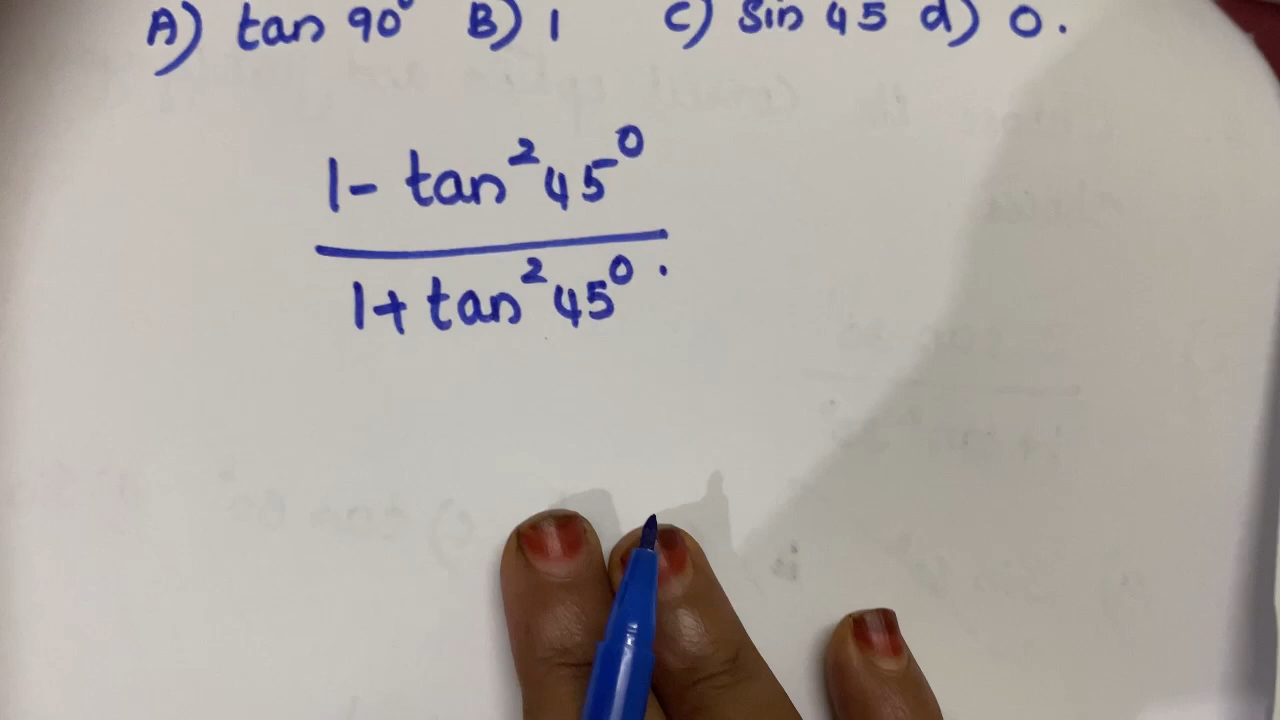 A) tan 90° B) 1 C) Sin 45 d) 0.
1 - tan²45°
1 + tan²45° .